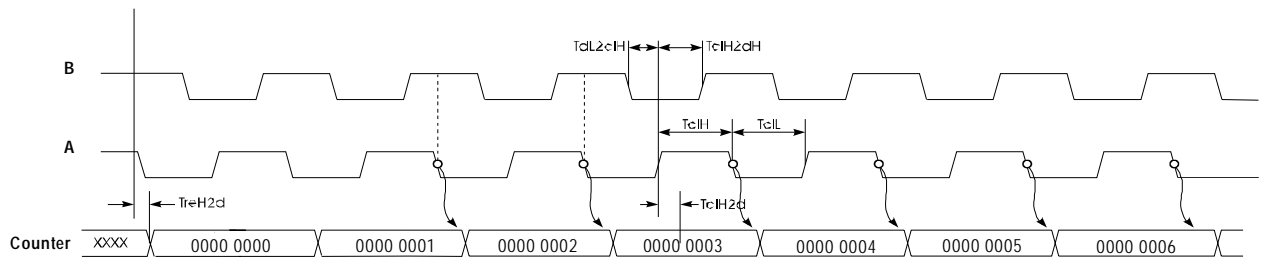 TdL2clH TclH2dH
B
TclH TclL
A
TreH2d TclH2d
Counter XXXX 0000 0000 0000 0001 0000 0002 0000 0003 0000 0004 0000 0005 0000 0006